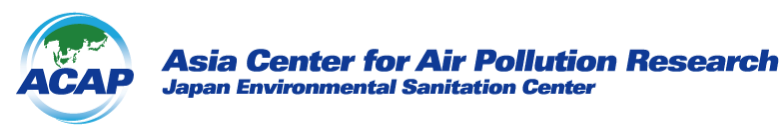 ACAP
Asia Center for Air Pollution Research
Japan Environmental Sanitation Center